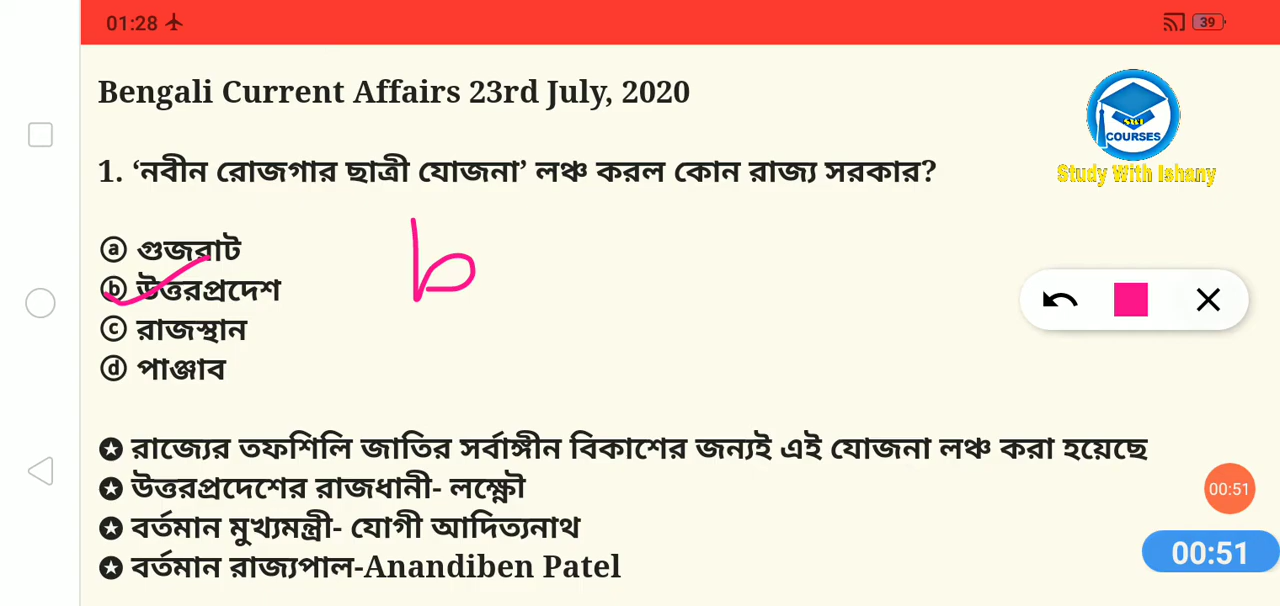 01:28
39
Bengali Current Affairs 23rd July, 2020
COURSES
Study With Ishany
1. ‘নবীন রোজগার ছাত্রী যোজনা’ লঞ্চ করল কোন রাজ্য সরকার?
ⓐ গুজরাট
b
ⓑ উত্তরপ্রদেশ
ⓒ রাজস্থান
ⓓ পাঞ্জাব
✪ রাজ্যের তফশিলি জাতির সর্বাঙ্গীন বিকাশের জন্যই এই যোজনা লঞ্চ করা হয়েছে
✪ উত্তরপ্রদেশের রাজধানী- লক্ষ্ণৌ
00:51
✪ বর্তমান মুখ্যমন্ত্রী- যোগী আদিত্যনাথ
00:51
✪ বর্তমান রাজ্যপাল-Anandiben Patel